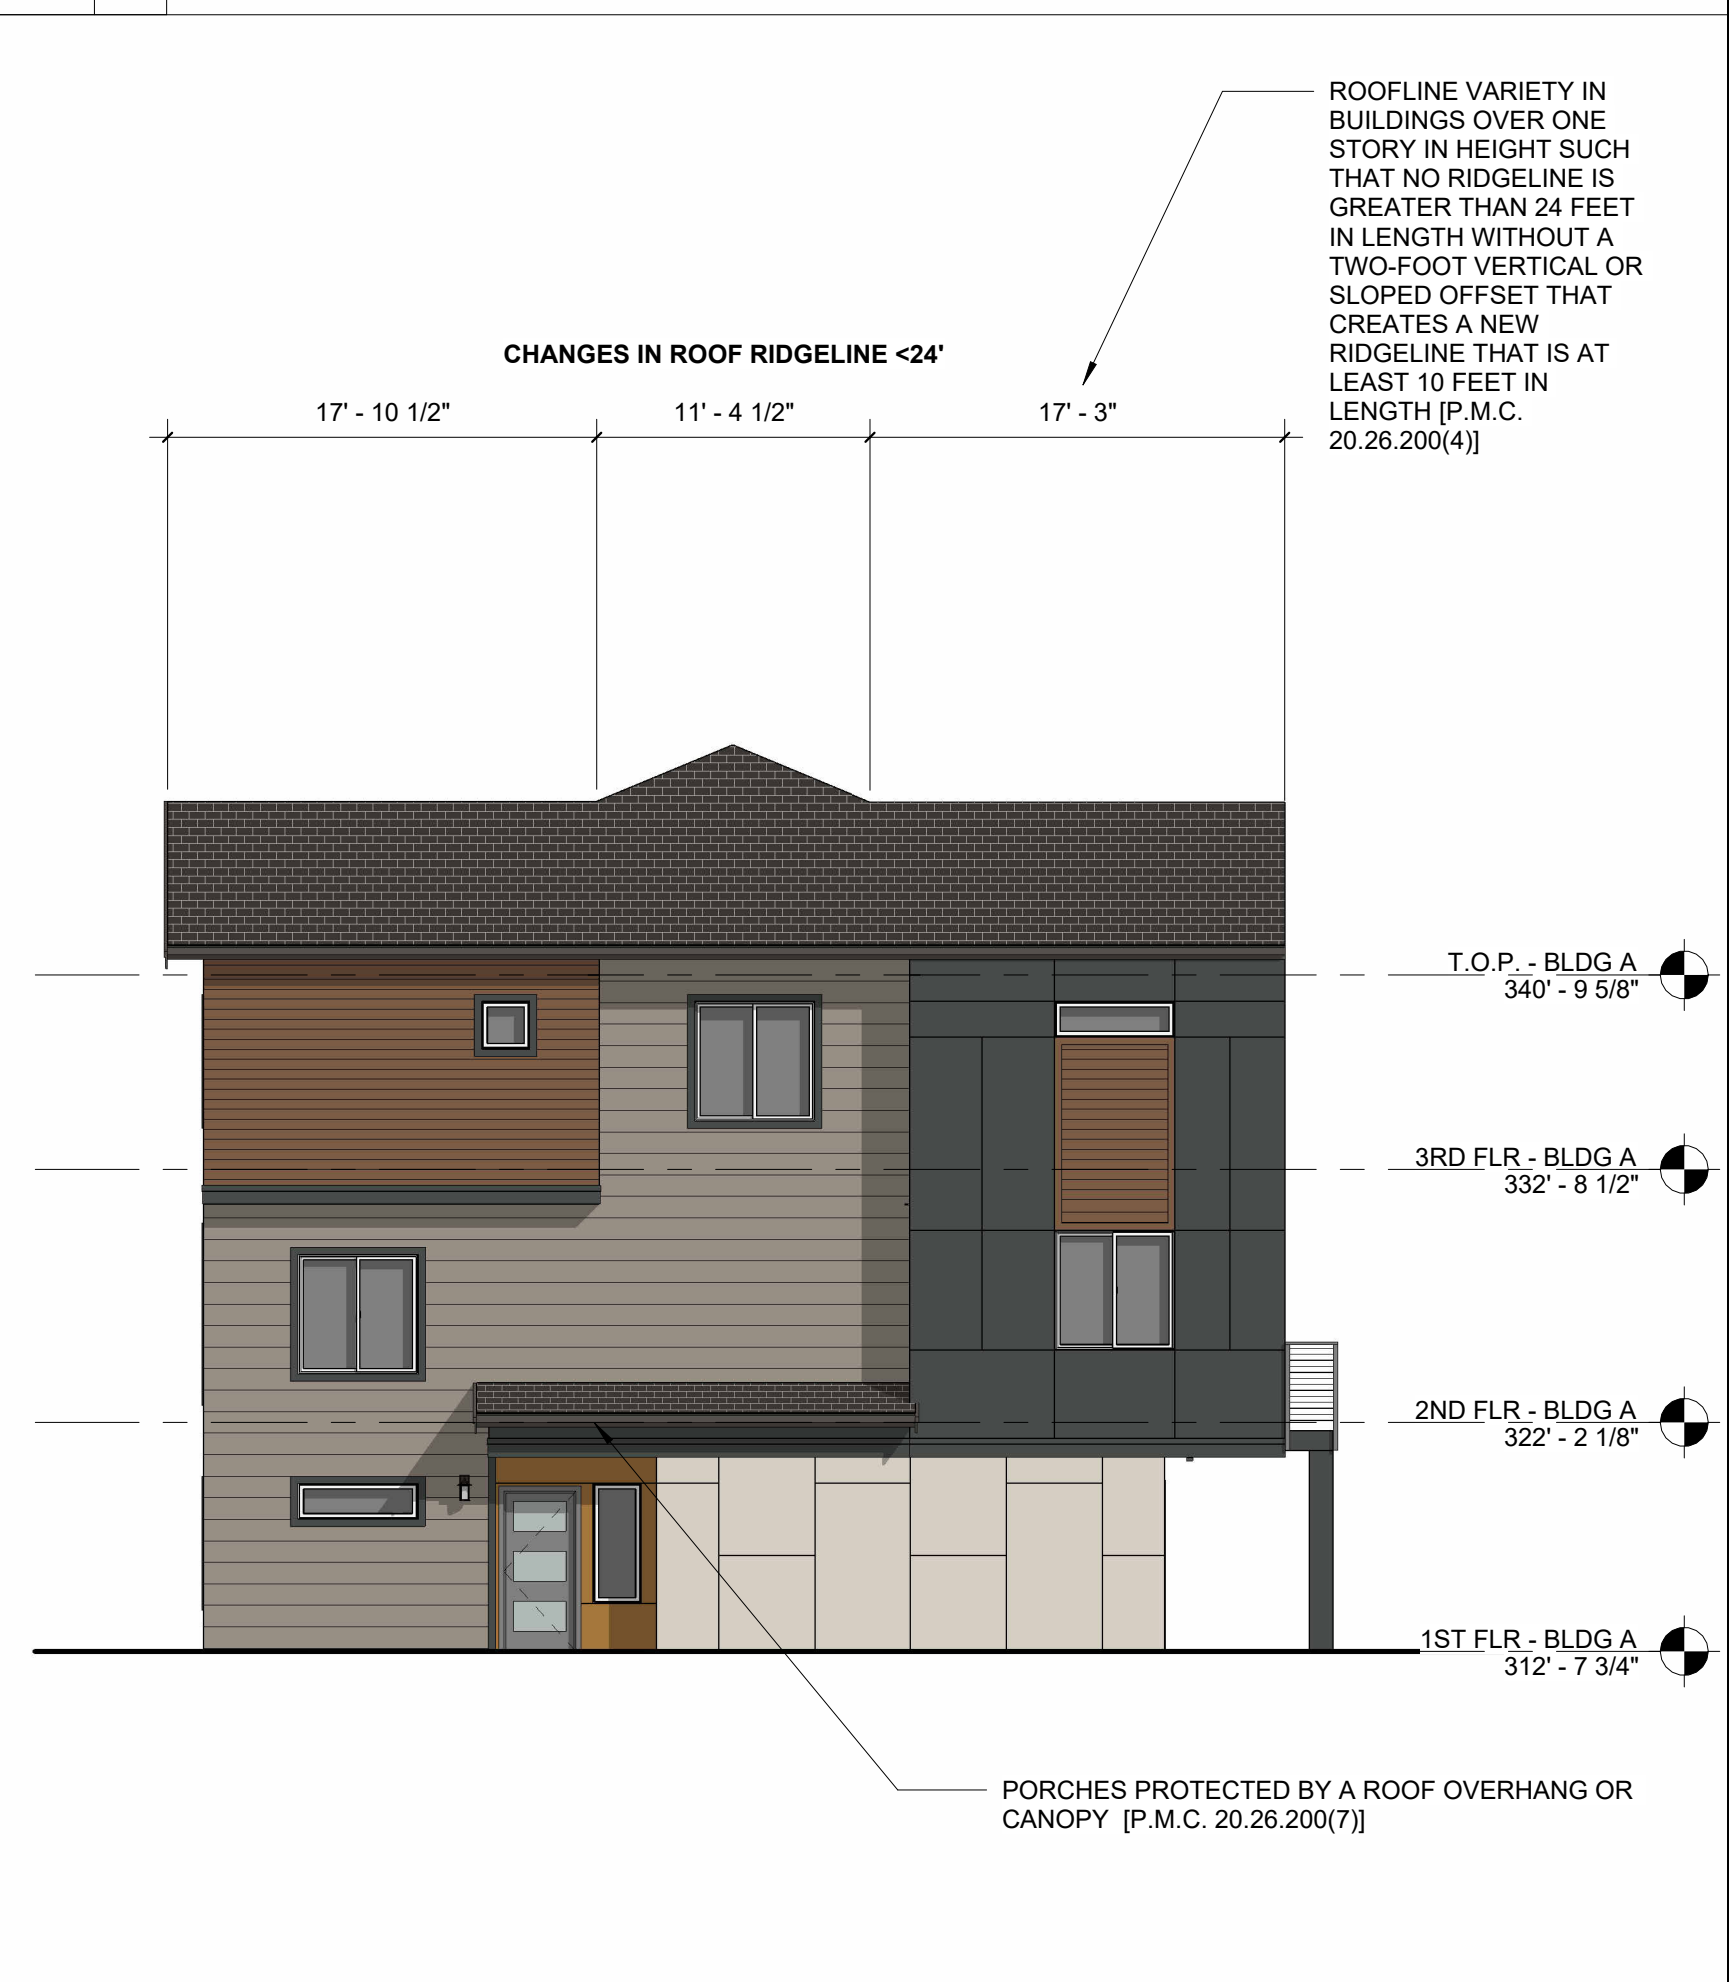 ROOFLINE VARIETY IN
BUILDINGS OVER ONE
STORY IN HEIGHT SUCH
THAT NO RIDGELINE IS
GREATER THAN 24 FEET
IN LENGTH WITHOUT A
TWO-FOOT VERTICAL OR
SLOPED OFFSET THAT
CREATES A NEW
RIDGELINE THAT IS AT
LEAST 10 FEET IN
LENGTH [P.M.C.
20.26.200(4)]
CHANGES IN ROOF RIDGELINE <24'
17' - 10 1/2"
11' - 4 1/2"
17' - 3"
T.O.P. - BLDG A
340' - 9 5/8"
3RD FLR - BLDG A
332' - 8 1/2"
2ND FLR - BLDG A
322' - 2 1/8"
1ST FLR - BLDG A
312' - 7 3/4"
PORCHES PROTECTED BY A ROOF OVERHANG OR
CANOPY  [P.M.C. 20.26.200(7)]